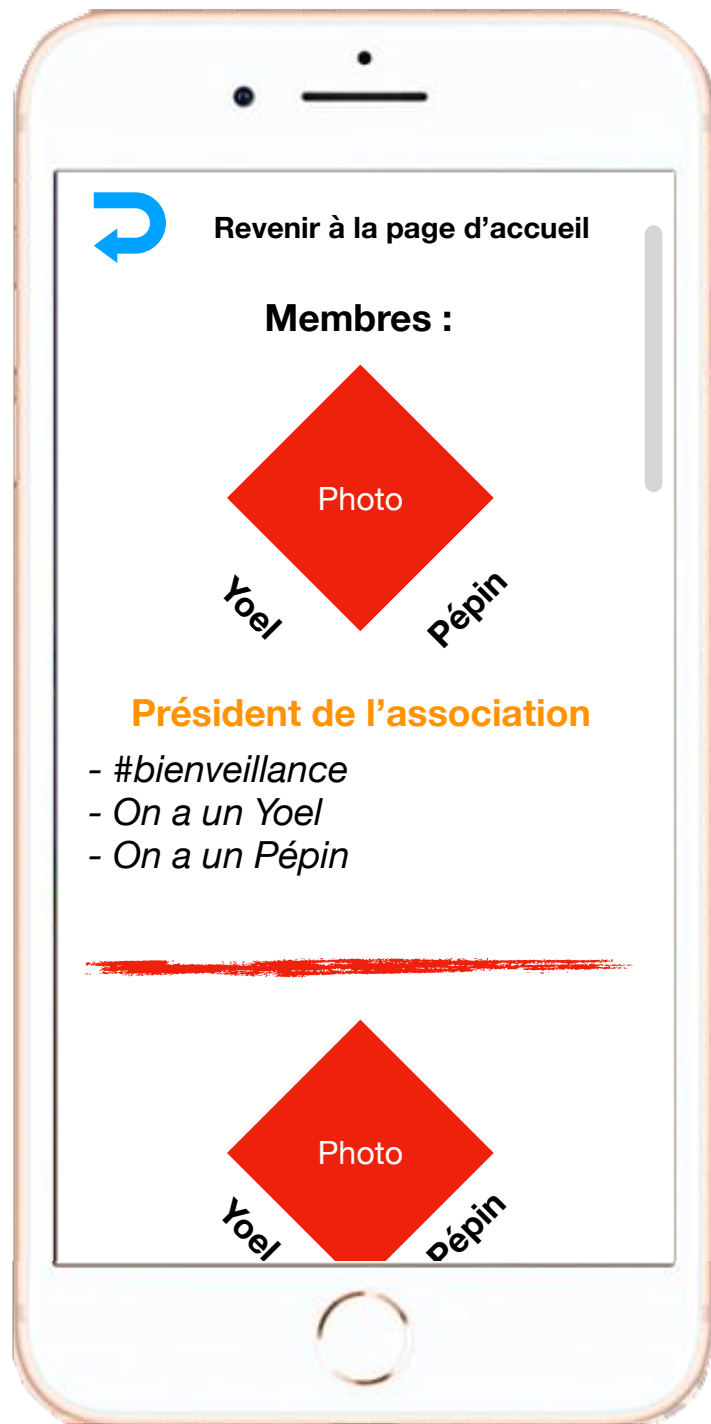 Revenir à la page d’accueil
Membres :
Photo
Yoel
Pépin
Président de l’association
- #bienveillance
- On a un Yoel
- On a un Pépin
Photo
Yoel
Pépin